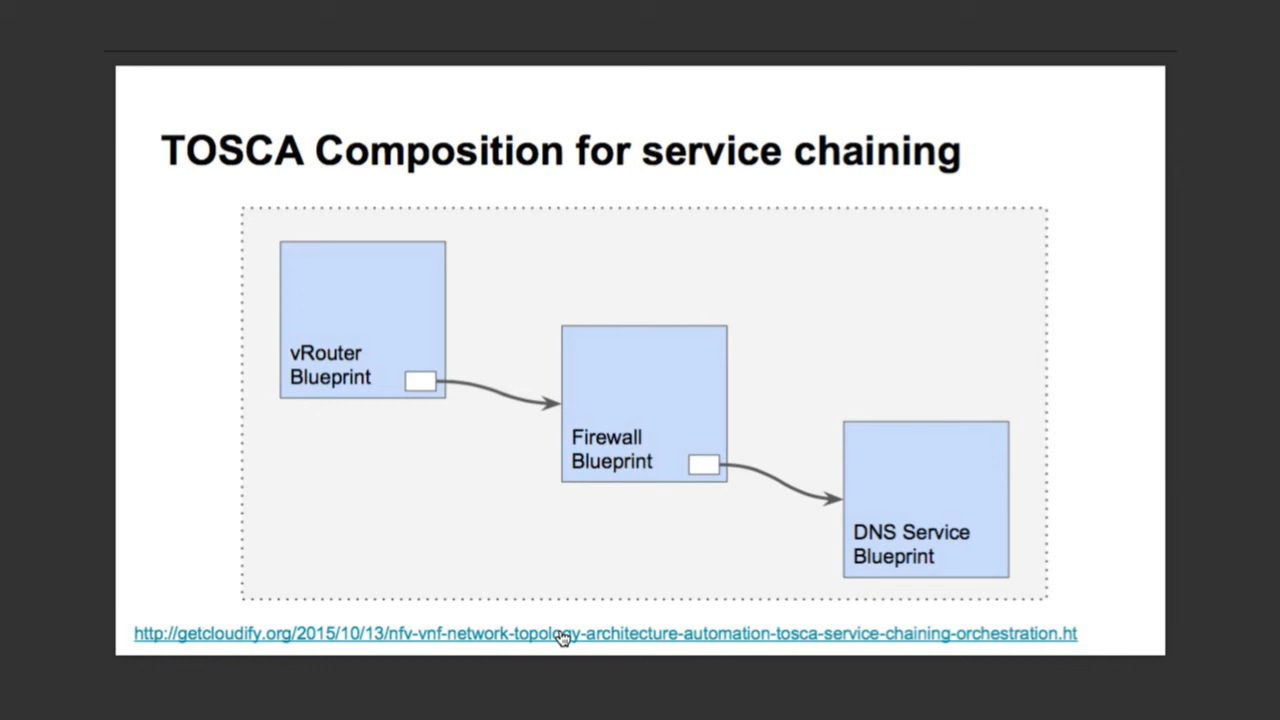 TOSCA Composition for service chaining
vRouter
Blueprint
Firewall
Blueprint
DNS Service
Blueprint
http://getcloudify.org/2015/10/13/nfv-vnf-network-topology-architecture-automation-tosca-service-chaining-orchestration.ht